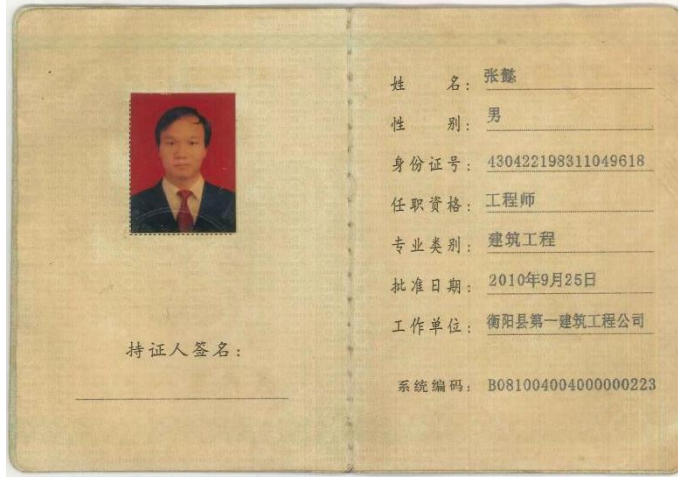 持证人签名：
姓 名：张懿
性 别：男
身份证号：430422198311049618
任职资格：工程师
专业类别：建筑工程
批准日期：2010年9月25日
工作单位：衡阳县第一建筑工程公司
系统编码：B081004004000000223